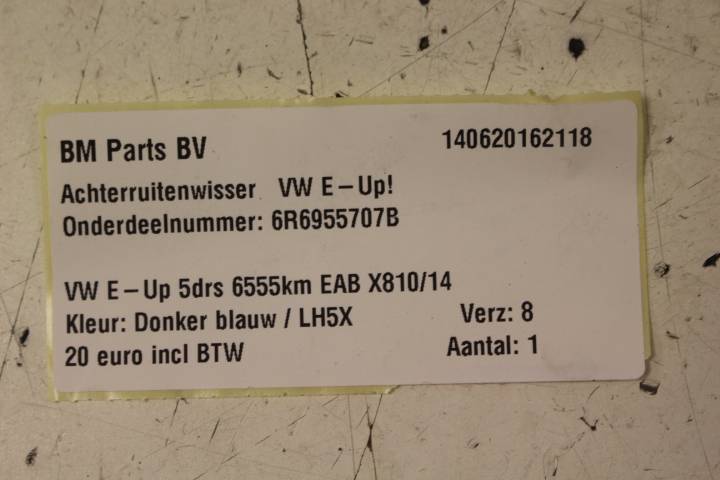 BM Parts BV 140620162118
Achterruitenwisser VW E-Up!
Onderdeelnummer: 6R6955707B
VW E-Up 5drs 6555km EAB X810/14
Kleur: Donker blauw / LH5X Verz: 8
20 euro incl BTW Aantal: 1